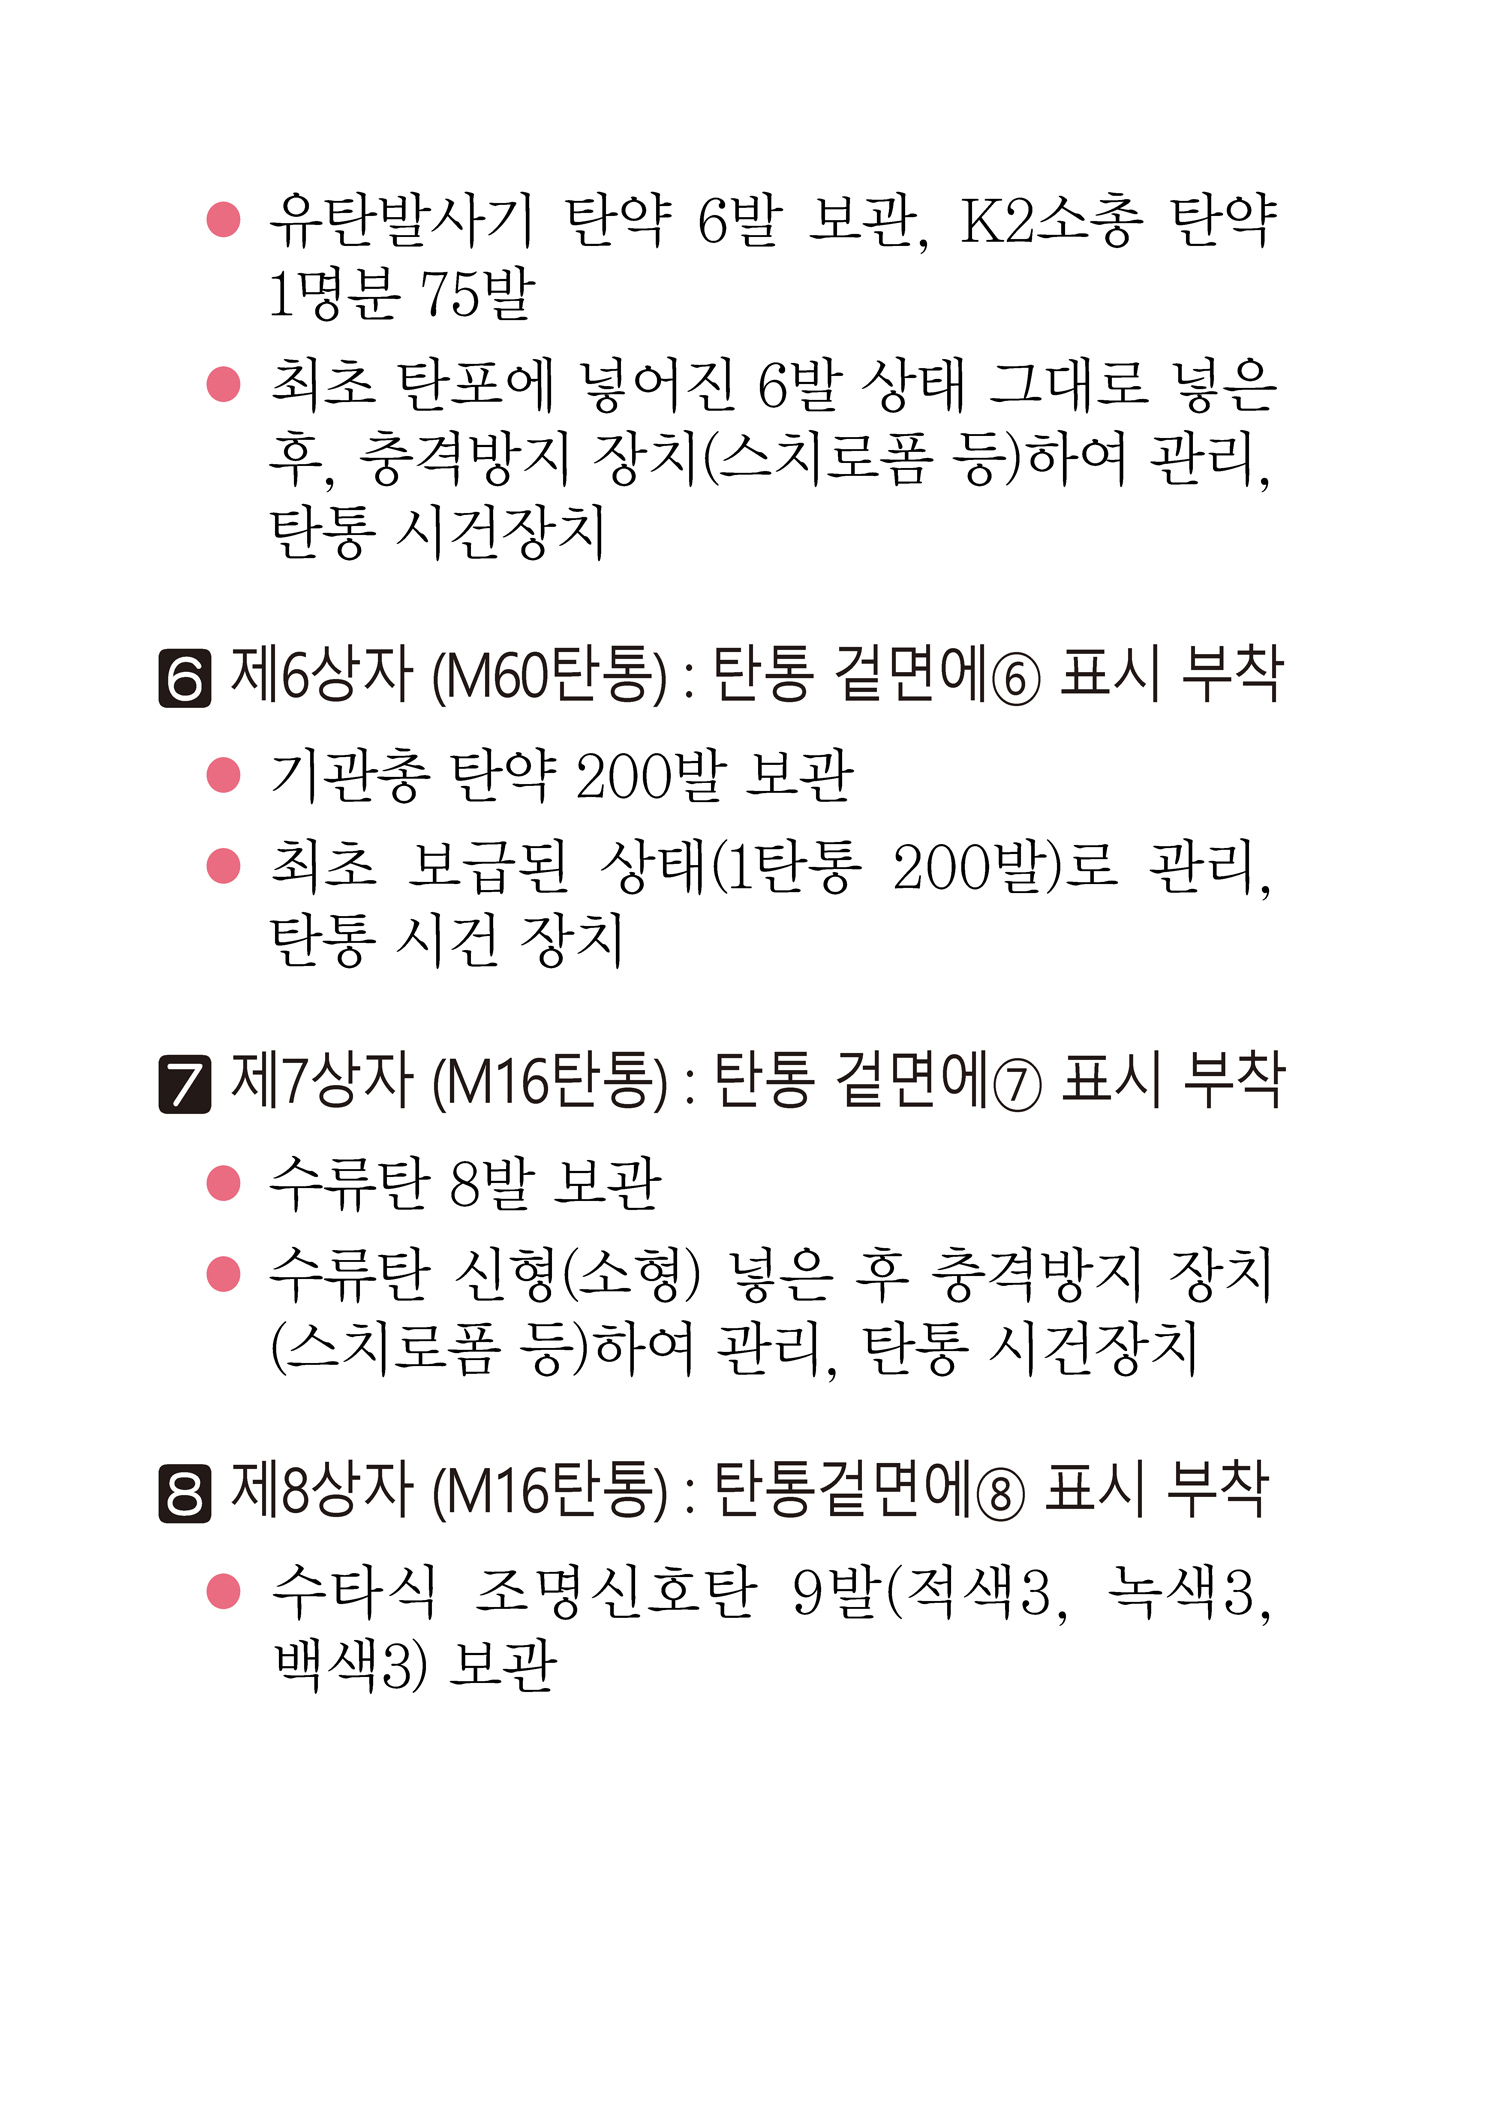 ● 유탄발사기 탄약 6발 보관, K2소총 탄약
1명분 75발
● 최초 탄포에 넣어진 6발 상태 그대로 넣은
후, 충격방지 장치(스치로폼 등)하여 관리,
탄통 시건장치
6 제6상자 (M60탄통) : 탄통 겉면에⑥ 표시 부착
● 기관총 탄약 200발 보관
● 최초 보급된 상태(1탄통 200발)로 관리,
탄통 시건 장치
7 제7상자 (M16탄통) : 탄통 겉면에⑦ 표시 부착
● 수류탄 8발 보관
● 수류탄 신형(소형) 넣은 후 충격방지 장치
(스치로폼 등)하여 관리, 탄통 시건장치
8 제8상자 (M16탄통) : 탄통겉면에⑧ 표시 부착
● 수타식 조명신호탄 9발(적색3, 녹색3,
백색3) 보관